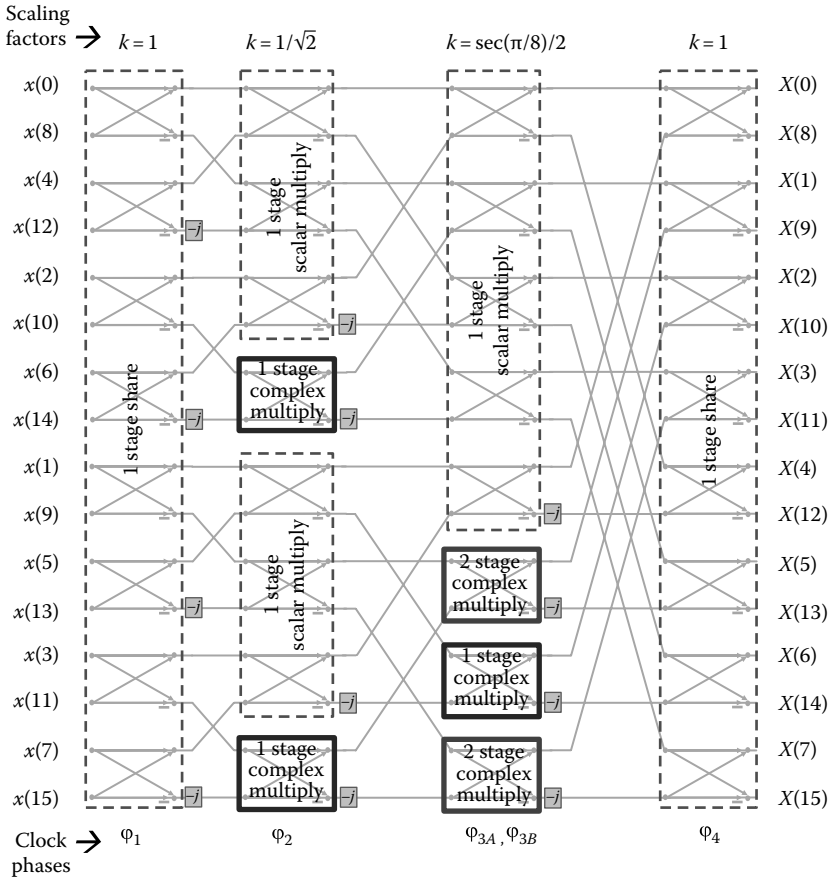 Scaling
factors → k = 1 k = 1/√2 k = sec(π/8)/2 k = 1
x(0) X(0)
x(8) X(8)
x(4) X(1)
x(12) –j X(9)
x(2) X(2)
x(10) –j X(10)
x(6) X(3)
x(14) –j –j X(11)
x(1) X(4)
x(9) –j X(12)
x(5) X(5)
x(13) –j –j X(13)
x(3) X(6)
x(11) –j –j X(14)
x(7) X(7)
x(15) –j –j –j X(15)
1 stage share
1 stage
scalar multiply
1 stage
complex
multiply
1 stage
scalar multiply
1 stage
complex
multiply
1 stage
scalar multiply
2 stage
complex
multiply
1 stage
complex
multiply
2 stage
complex
multiply
1 stage share
Clock → φ1 φ2 φ3A , φ3B φ4
phases